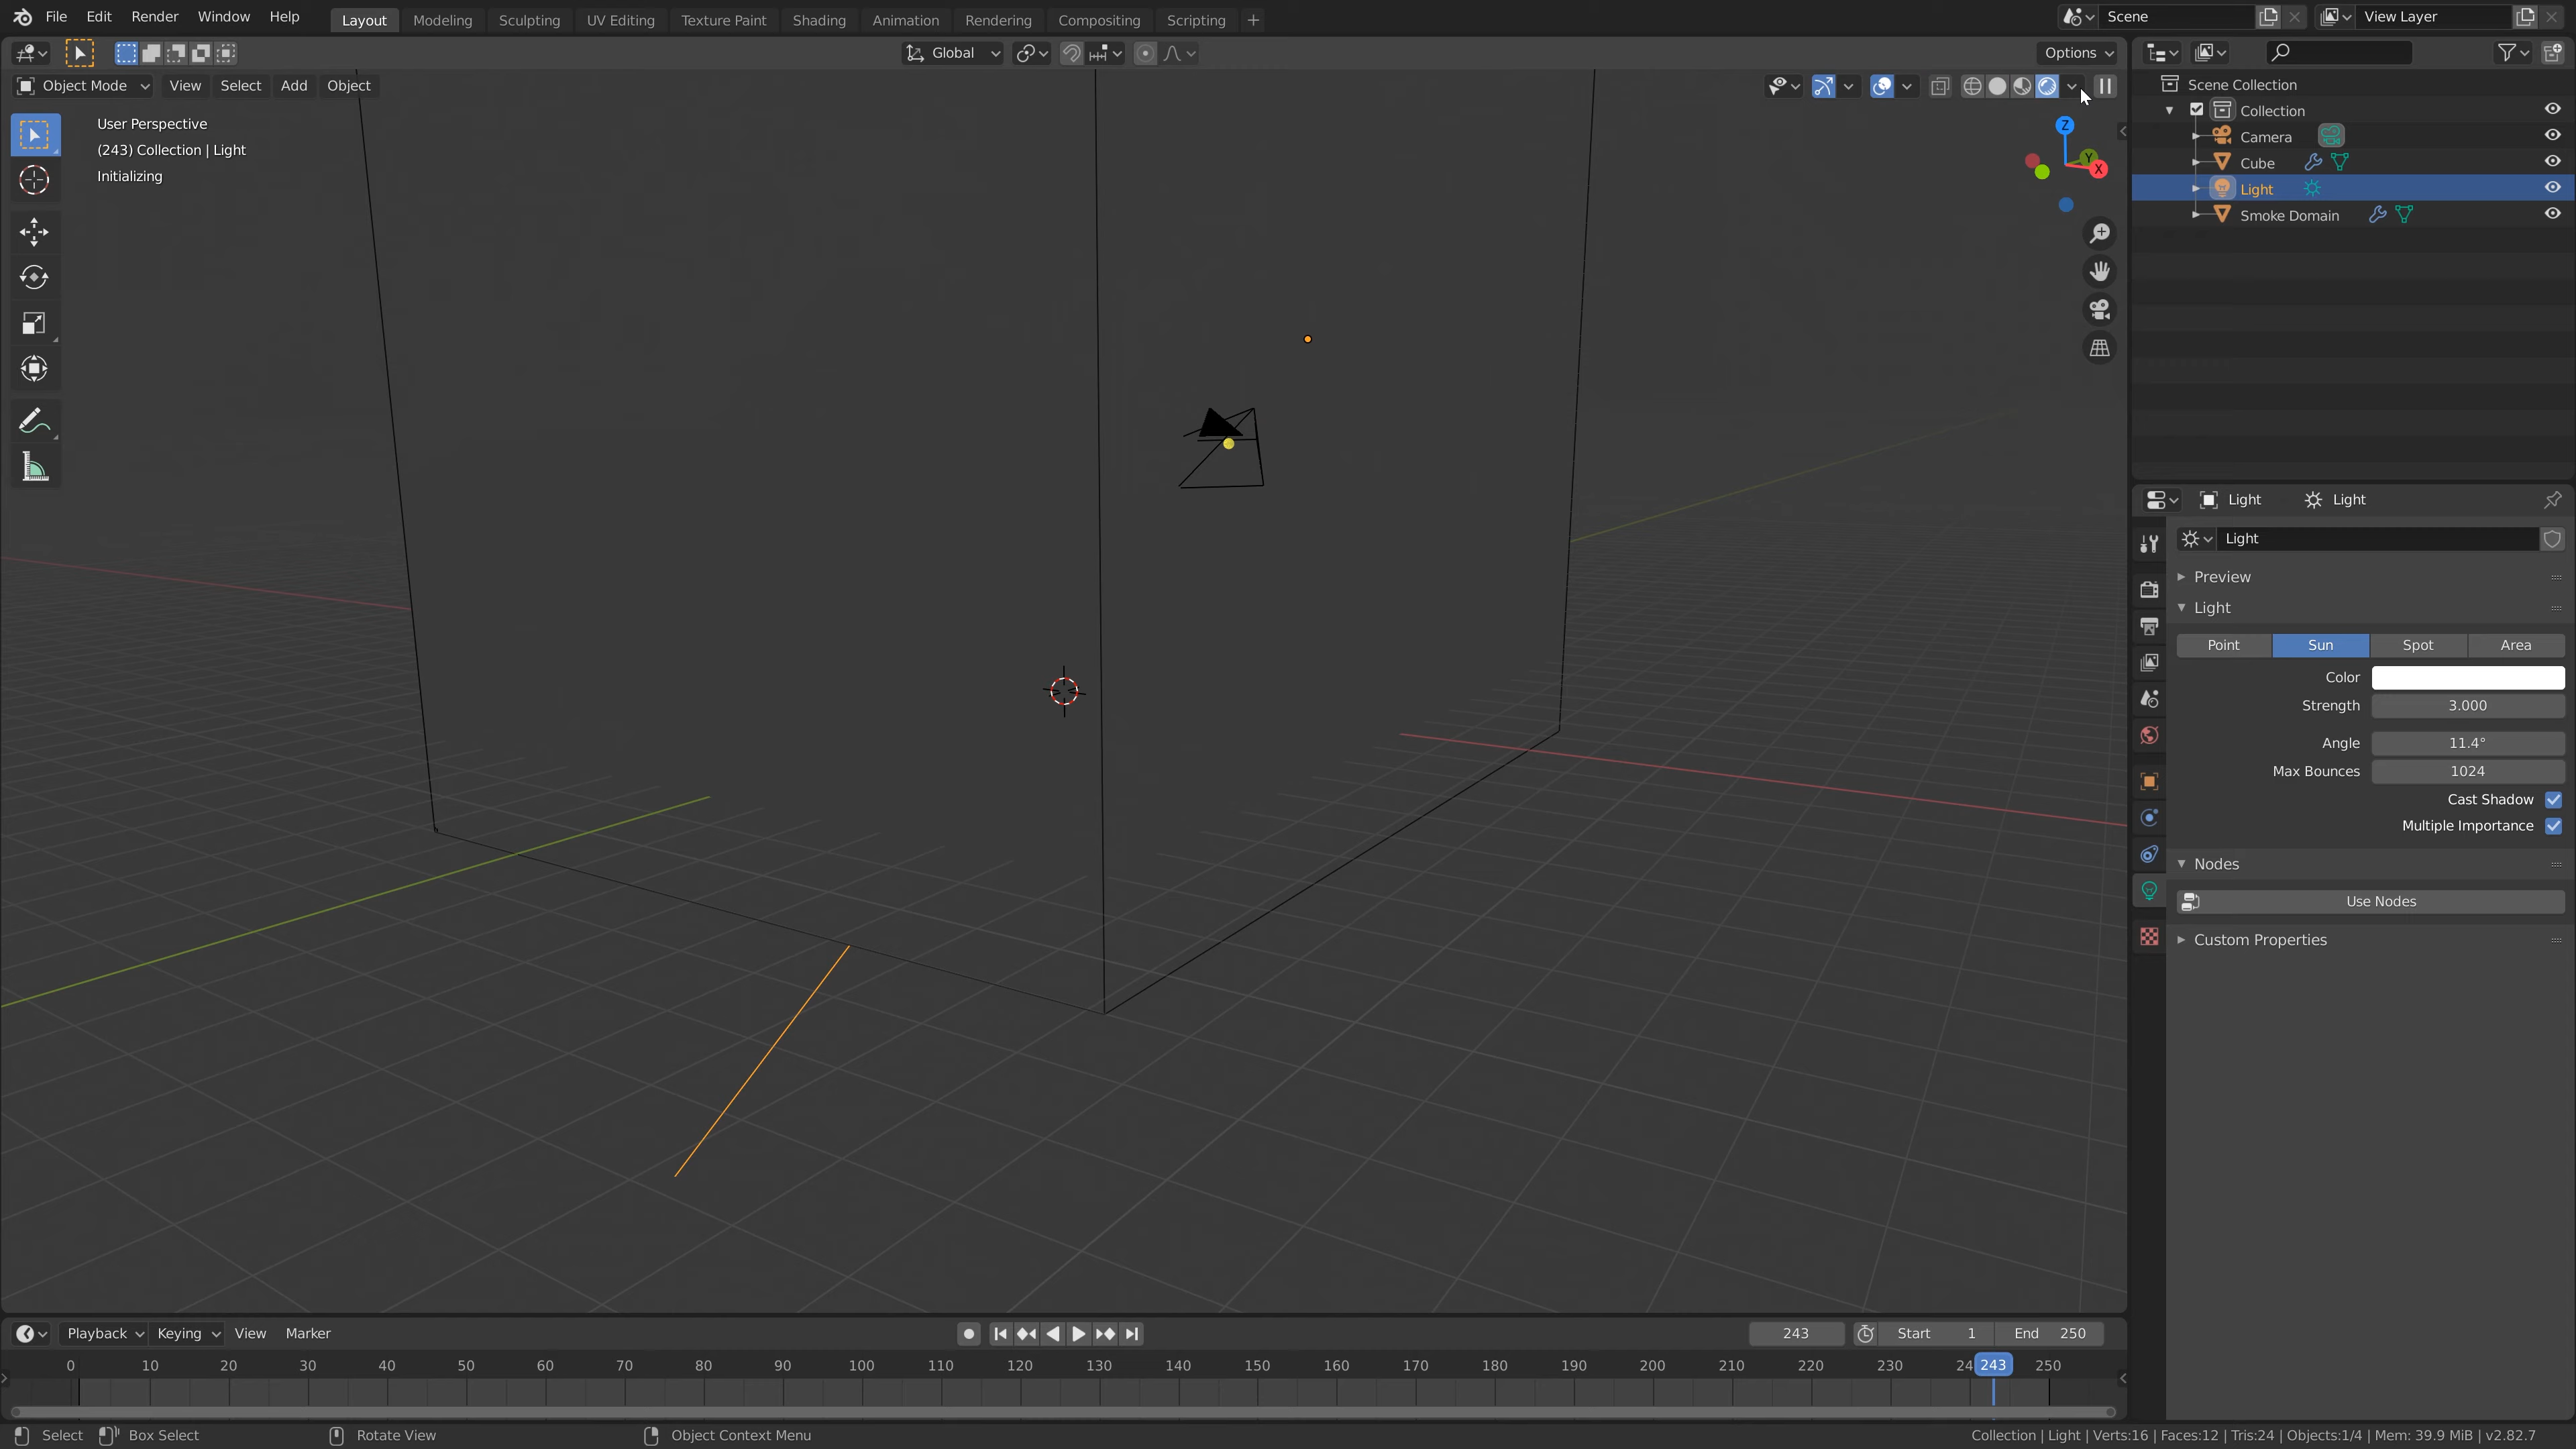 File Edit Render Window Help Layout Modeling Sculpting UV Editing Texture Paint Shading Animation Rendering Compositing Scripting + Scene View Layer
Global Options
Object Mode View Select Add Object
User Perspective
(243) Collection | Light
Initializing
Z
Y
X
Scene Collection
Collection
Camera
Cube
Light
Smoke Domain
Light Light
Light
Preview
Light
Point Sun Spot Area
Color
Strength 3.000
Angle 11.4°
Max Bounces 1024
Cast Shadow
Multiple Importance
Nodes
Use Nodes
Custom Properties
Playback Keying View Marker 243 Start 1 End 250
0 10 20 30 40 50 60 70 80 90 100 110 120 130 140 150 160 170 180 190 200 210 220 230 24 243 250
Select Box Select Rotate View Object Context Menu Collection | Light | Verts:16 | Faces:12 | Tris:24 | Objects:1/4 | Mem: 39.9 MiB | v2.82.7